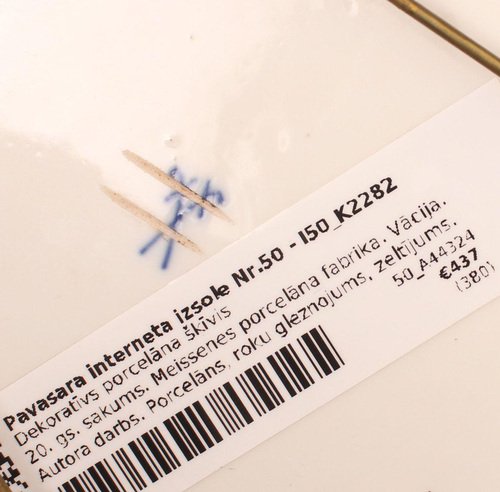 Pavasara interneta izsole Nr.50 - I50_K2282
Dekoratīvs porcelāna šķīvis
20. gs. sākums, Meissenes porcelāna fabrika, Vācija.
Autora darbs. Porcelāns, roku gleznojums, zeltījums.
50_A44324
€437
(380)